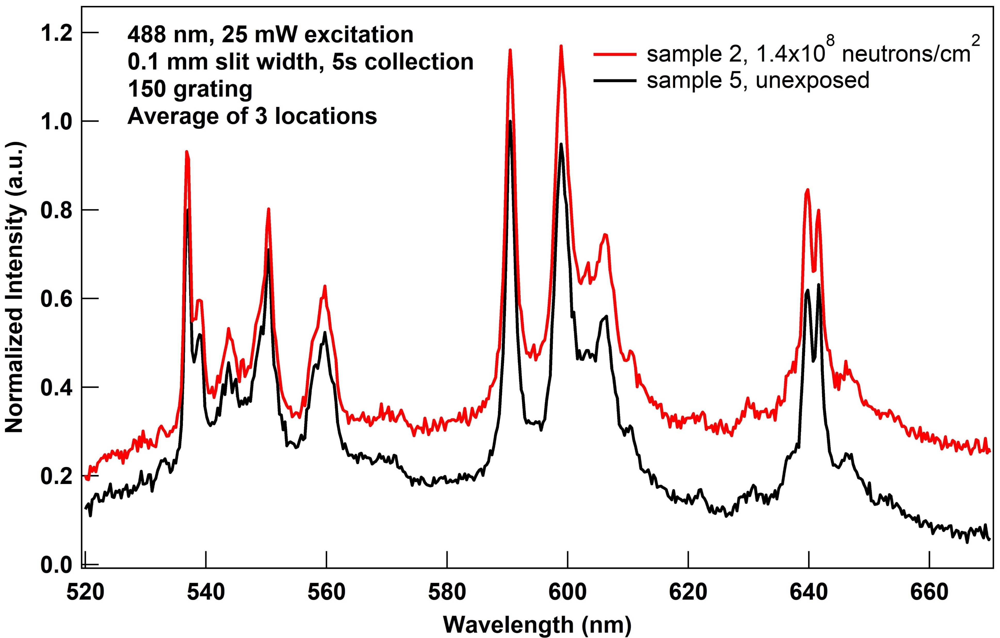 488 nm, 25 mW excitation
0.1 mm slit width, 5s collection
150 grating
Average of 3 locations
sample 2, 1.4x10⁸ neutrons/cm²
sample 5, unexposed
Normalized Intensity (a.u.)
1.2
1.0
0.8
0.6
0.4
0.2
0.0
520 540 560 580 600 620 640 660
Wavelength (nm)